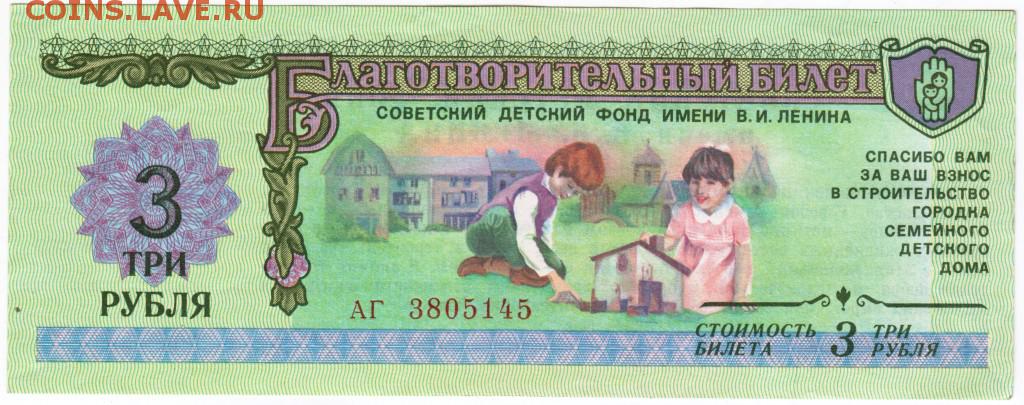 COINS.LAVE.RU
БЛАГОТВОРИТЕЛЬНЫЙ БИЛЕТ
СОВЕТСКИЙ ДЕТСКИЙ ФОНД ИМЕНИ В.И.ЛЕНИНА
СПАСИБО ВАМ
ЗА ВАШ ВЗНОС
В СТРОИТЕЛЬСТВО
ГОРОДКА
СЕМЕЙНОГО
ДЕТСКОГО
ДОМА
3
ТРИ
РУБЛЯ
АГ 3805145
СТОИМОСТЬ
БИЛЕТА
3
ТРИ
РУБЛЯ